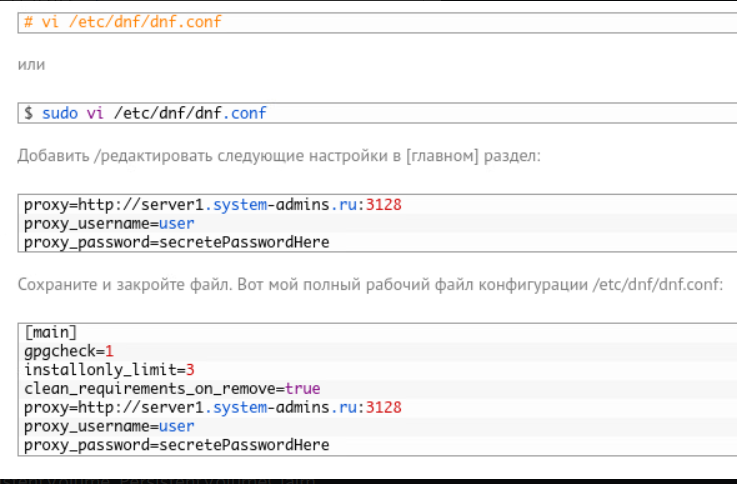 # vi /etc/dnf/dnf.conf
или
$ sudo vi /etc/dnf/dnf.conf
Добавить /редактировать следующие настройки в [главном] раздел:
proxy=http://server1.system-admins.ru:3128
proxy_username=user
proxy_password=secretePasswordHere
Сохраните и закройте файл. Вот мой полный рабочий файл конфигурации /etc/dnf/dnf.conf:
[main]
gpgcheck=1
installonly_limit=3
clean_requirements_on_remove=true
proxy=http://server1.system-admins.ru:3128
proxy_username=user
proxy_password=secretePasswordHere